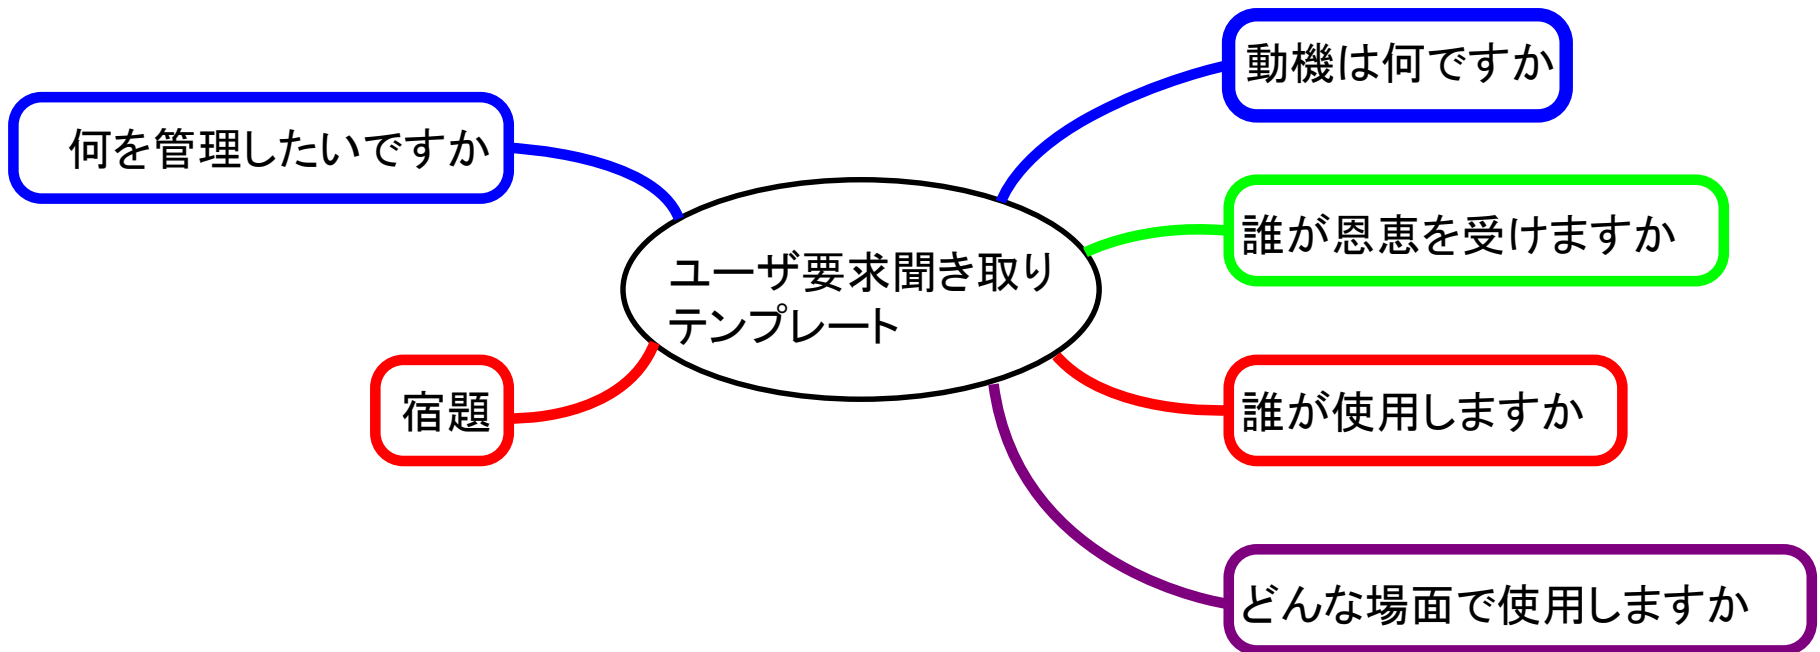 動機は何ですか
何を管理したいですか
誰が恩恵を受けますか
ユーザ要求聞き取り
テンプレート
宿題
誰が使用しますか
どんな場面で使用しますか